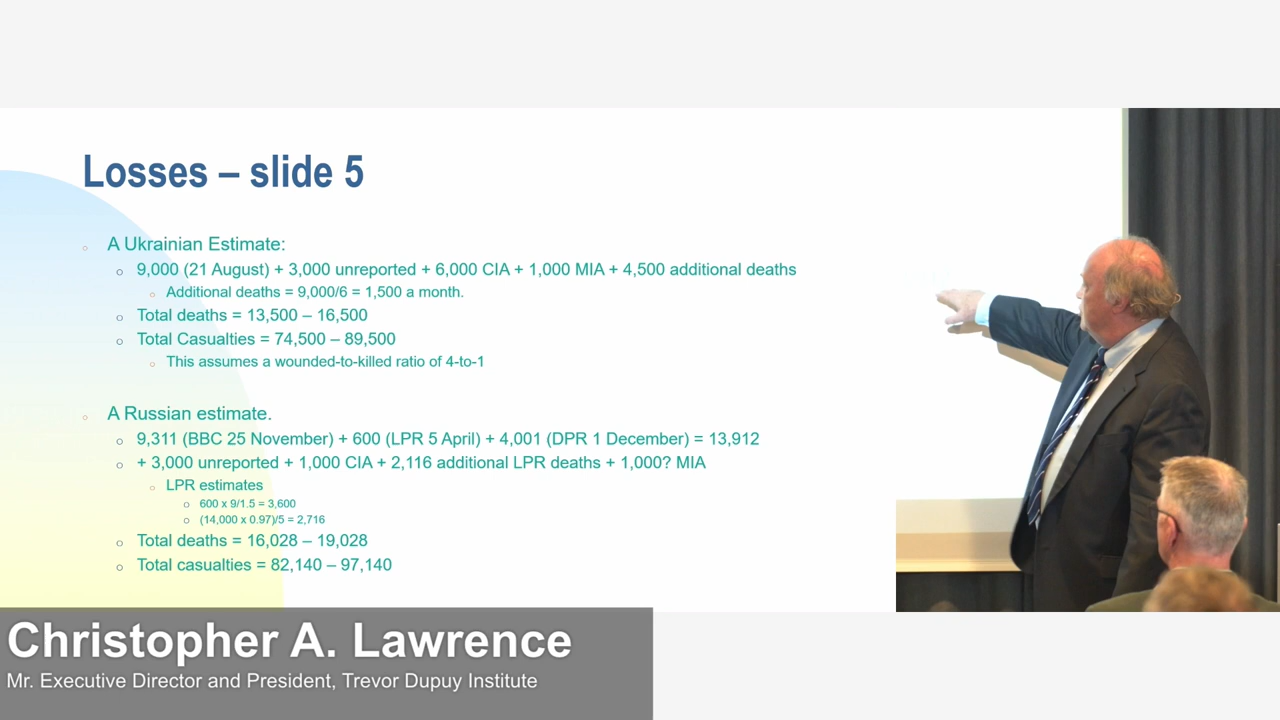 Losses – slide 5
A Ukrainian Estimate:
9,000 (21 August) + 3,000 unreported + 6,000 CIA + 1,000 MIA + 4,500 additional deaths
Additional deaths = 9,000/6 = 1,500 a month.
Total deaths = 13,500 – 16,500
Total Casualties = 74,500 – 89,500
This assumes a wounded-to-killed ratio of 4-to-1
A Russian estimate.
9,311 (BBC 25 November) + 600 (LPR 5 April) + 4,001 (DPR 1 December) = 13,912
+ 3,000 unreported + 1,000 CIA + 2,116 additional LPR deaths + 1,000? MIA
LPR estimates
600 x 9/1.5 = 3,600
(14,000 x 0.97)/5 = 2,716
Total deaths = 16,028 – 19,028
Total casualties = 82,140 – 97,140
Christopher A. Lawrence
Mr. Executive Director and President, Trevor Dupuy Institute